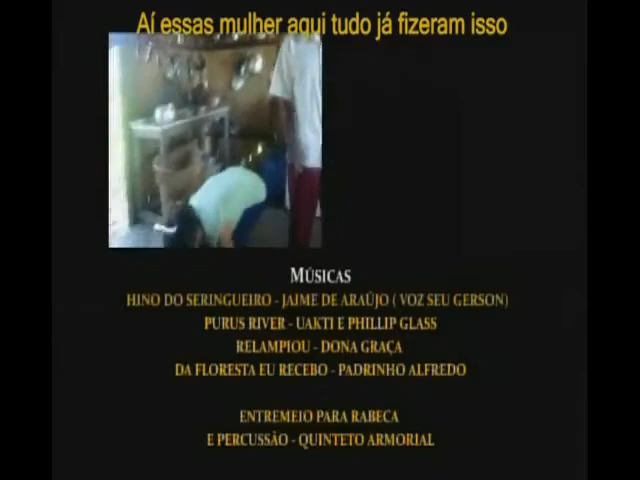 Aí essas mulher aqui tudo já fizeram isso
MÚSICAS
HINO DO SERINGUEIRO - JAIME DE ARAÚJO ( VOZ SEU GERSON)
PURUS RIVER - UAKTI E PHILLIP GLASS
RELAMPIOU - DONA GRAÇA
DA FLORESTA EU RECEBO - PADRINHO ALFREDO
ENTREMEIO PARA RABECA
E PERCUSSÃO - QUINTETO ARMORIAL